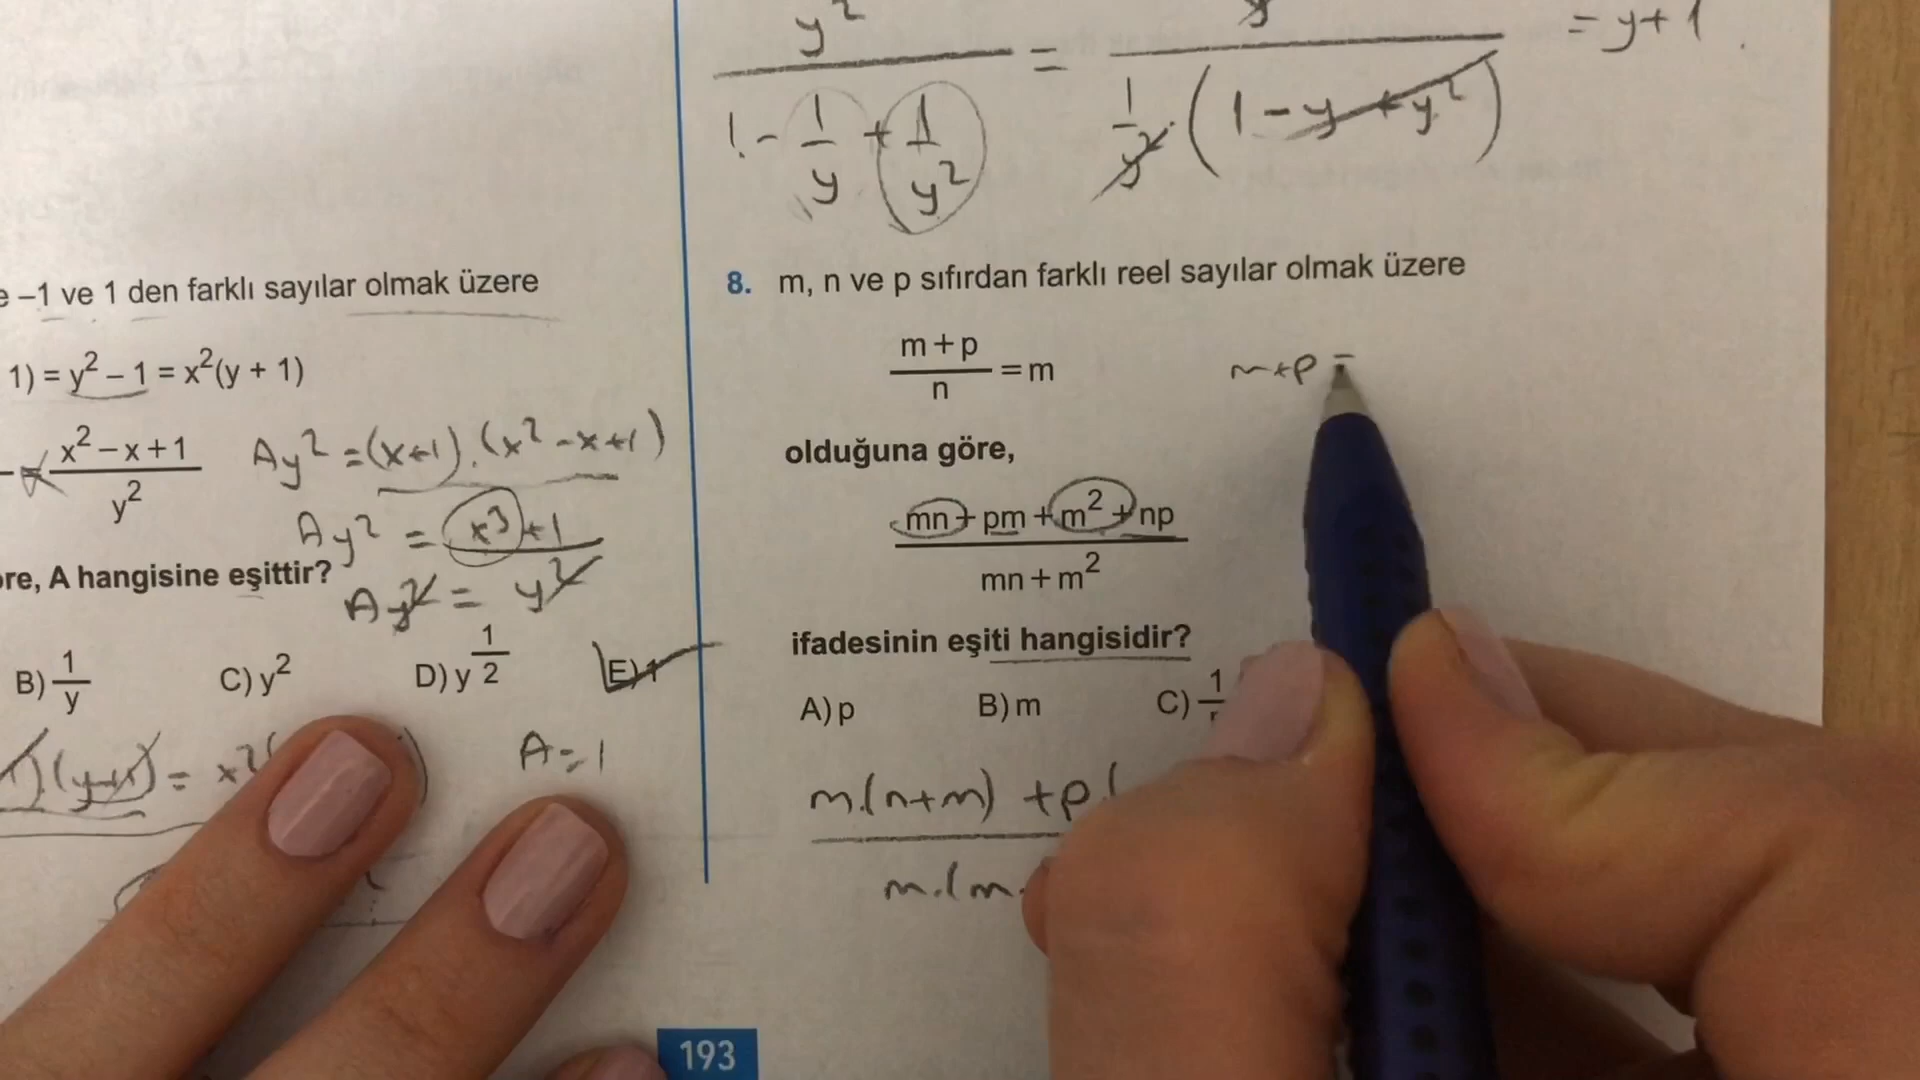 e –1 ve 1 den farklı sayılar olmak üzere
1) = y² – 1 = x²(y + 1)
x² – x + 1
y²
Ay² = (x+1).(x² - x+1)
Ay² = x³ + 1
re, A hangisine eşittir?
Ay² = y²
B) 1/y C) y² D) y^(1/2) E) 1
A = 1
y²
1 - 1/y + 1/y²
=
1/y² . (1 - y + y²)
= y+1
8. m, n ve p sıfırdan farklı reel sayılar olmak üzere
(m + p)/n = m
m+p =
olduğuna göre,
mn + pm + m² + np
mn + m²
ifadesinin eşiti hangisidir?
A) p B) m C)
m.(n+m) + p.(
m.(m
193